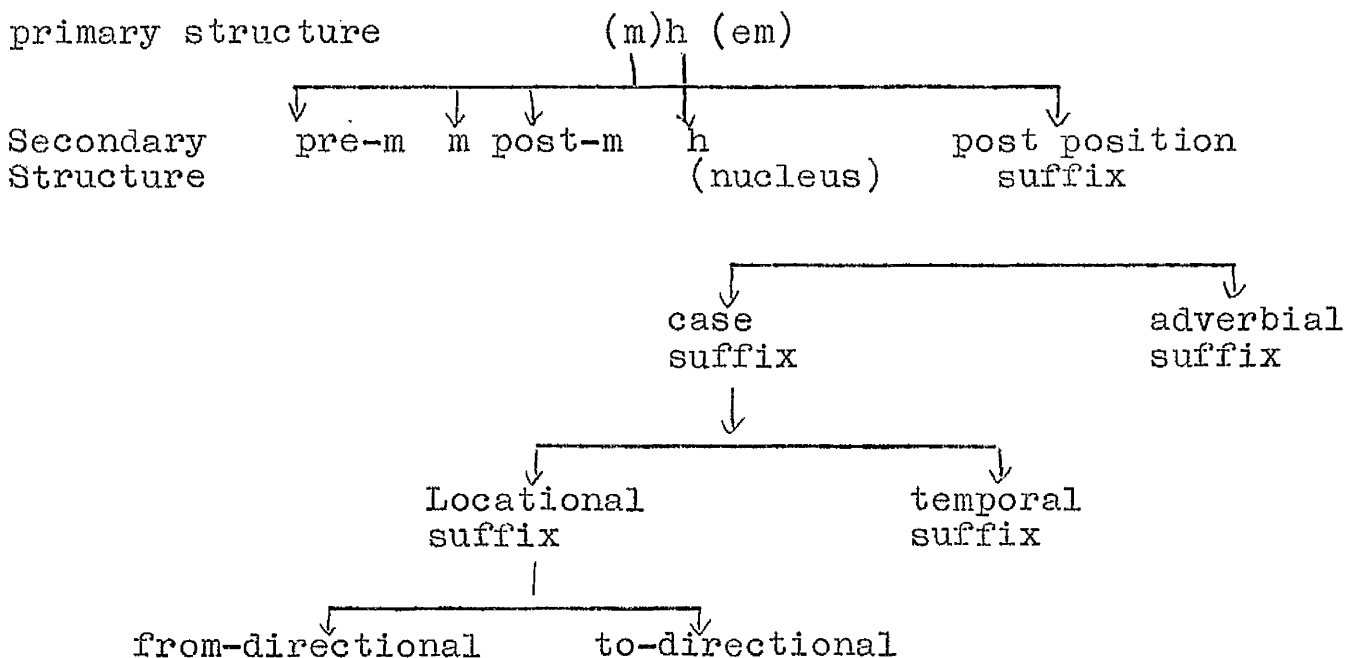 primary structure (m)h (em)
Secondary pre-m m post-m h post position
Structure (nucleus) suffix
case adverbial
suffix suffix
Locational temporal
suffix suffix
from-directional to-directional